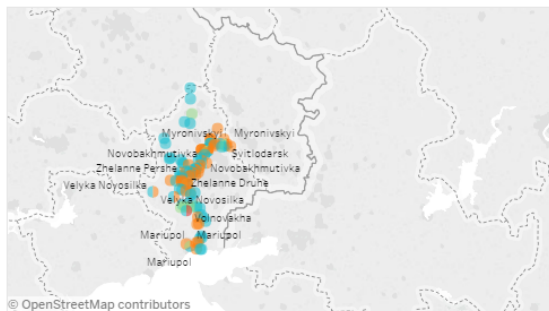 Myronivskyi Myronivskyi
Novobakhmutivka Svitlodarsk
Zhelanne Pershe Novobakhmutivka
Velyka Novosilka Zhelanne Druhe
Velyka Novosilka
Volnovakha
Mariupol Mariupol
Mariupol
© OpenStreetMap contributors